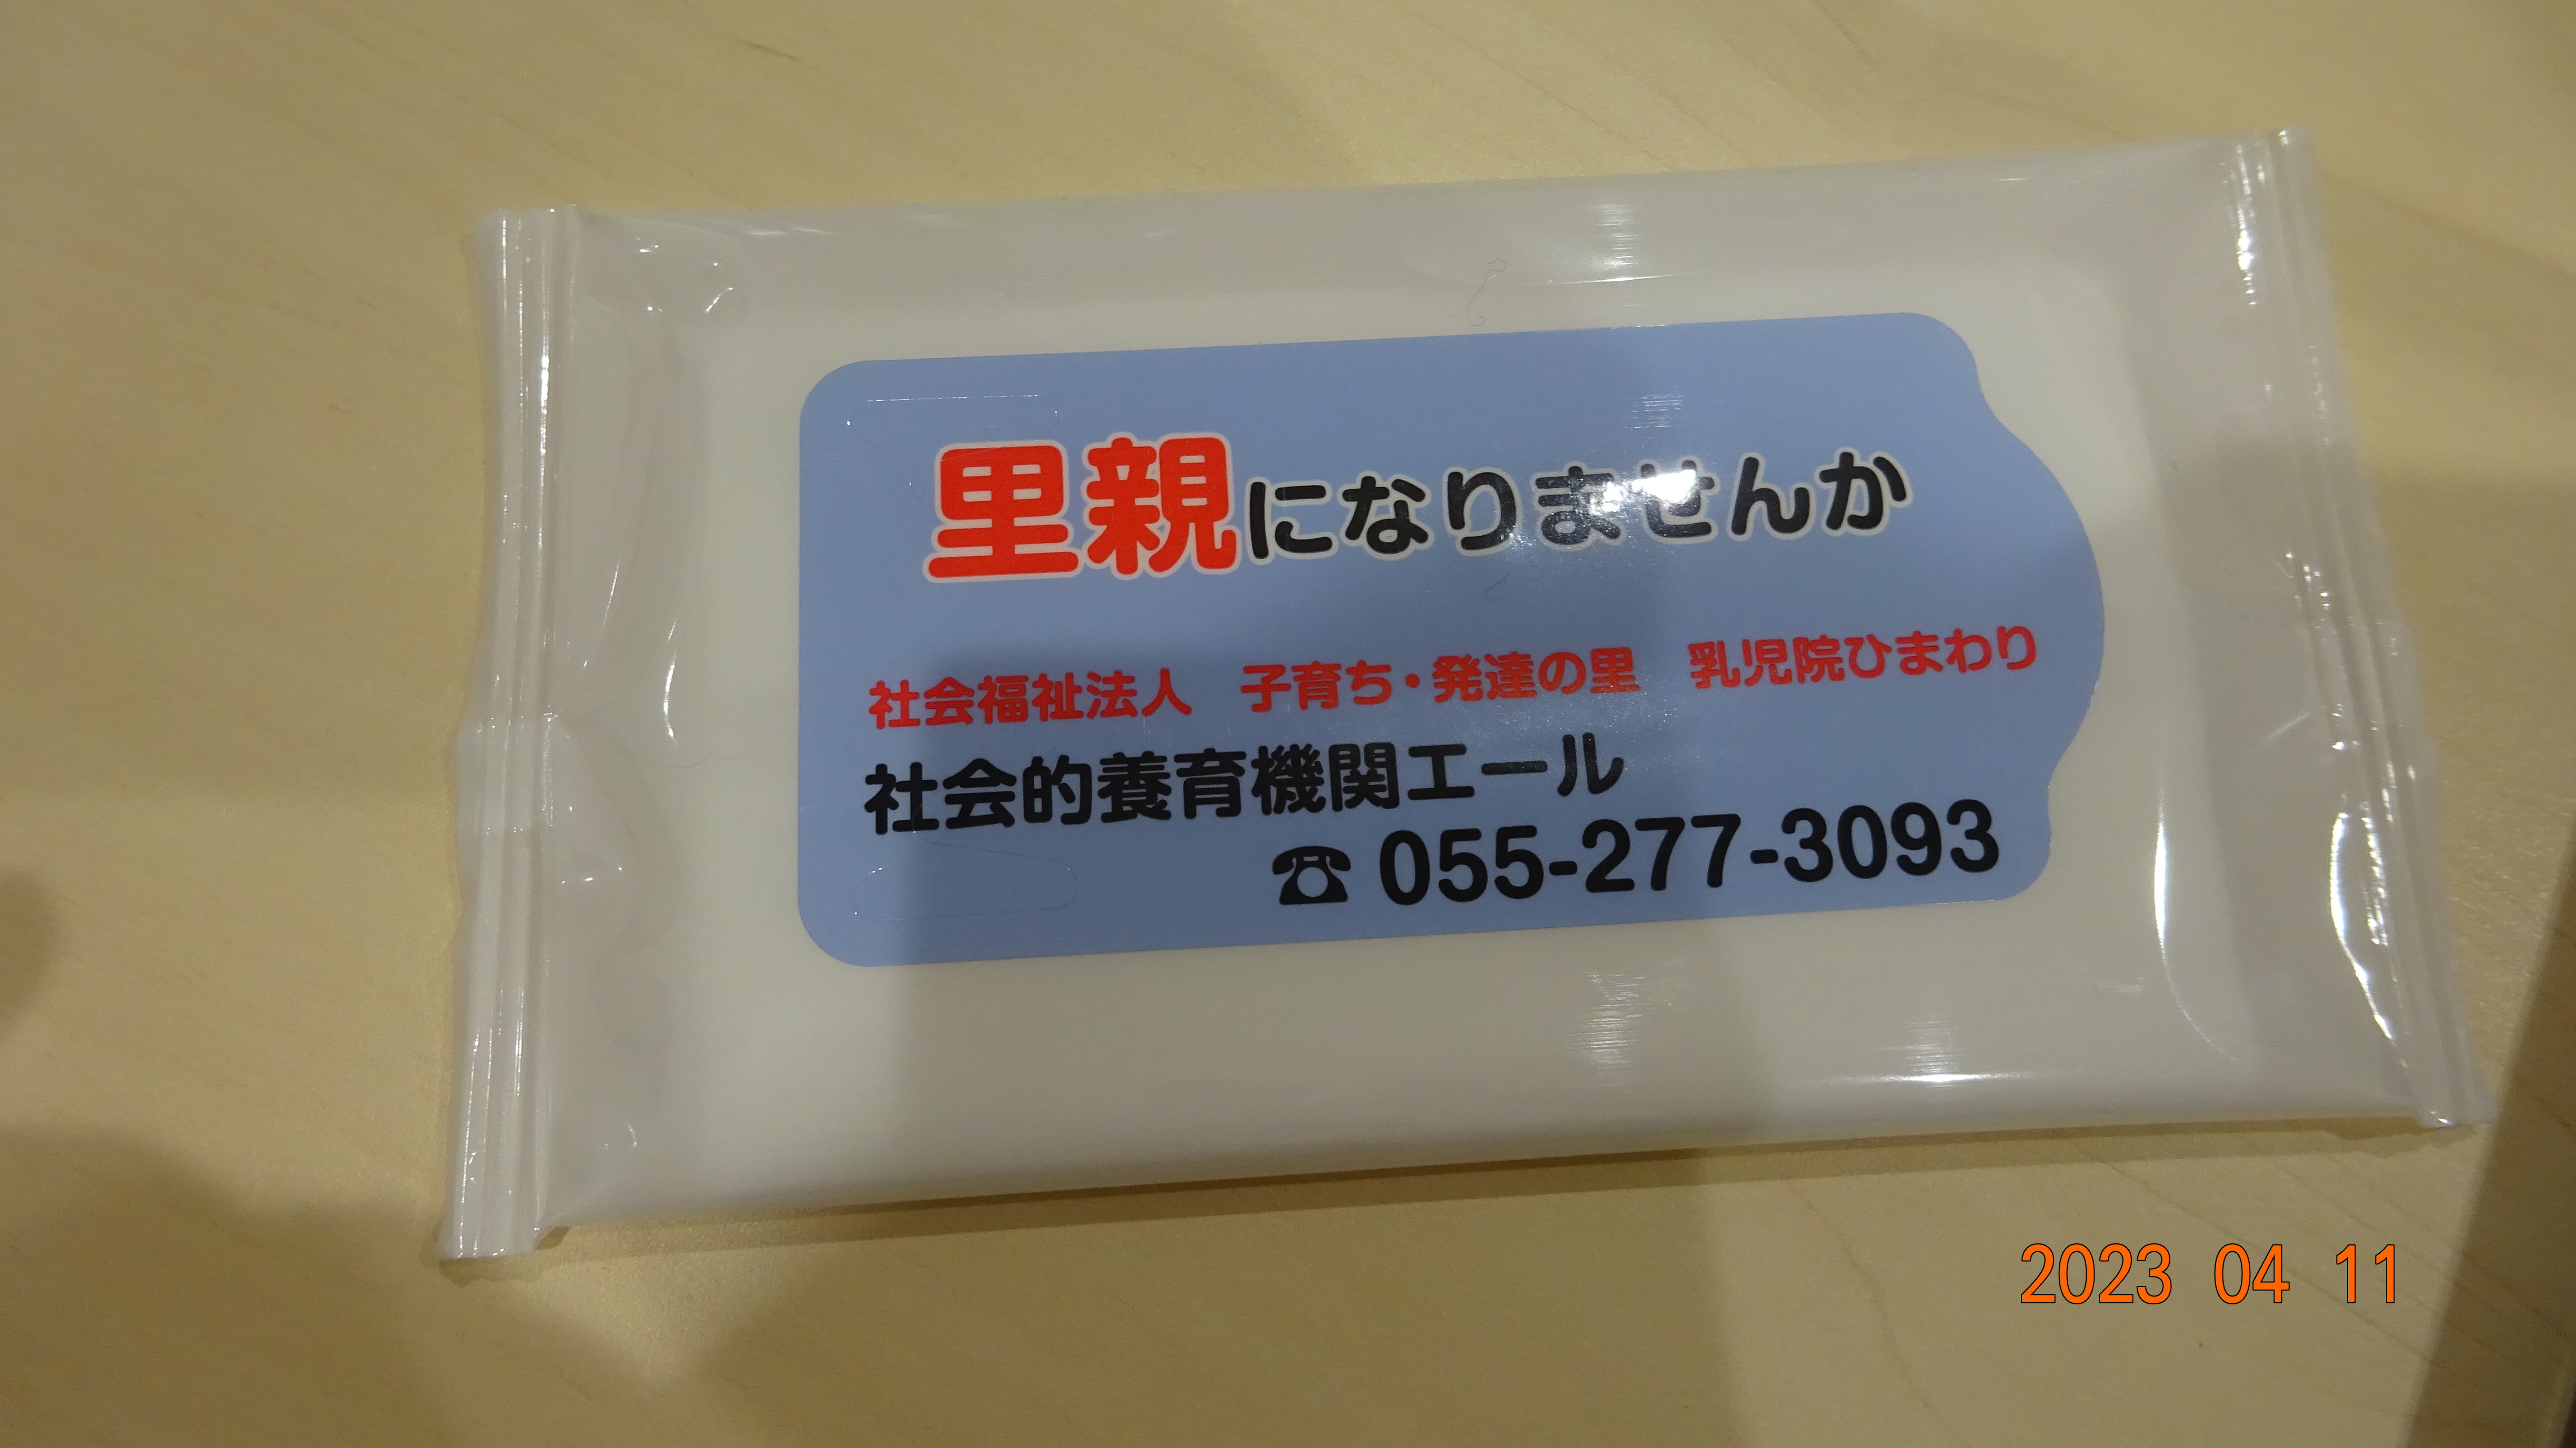 里親になりませんか
社会福祉法人　子育ち・発達の里　乳児院ひまわり
社会的養育機関エール
☎ 055-277-3093
2023 04 11